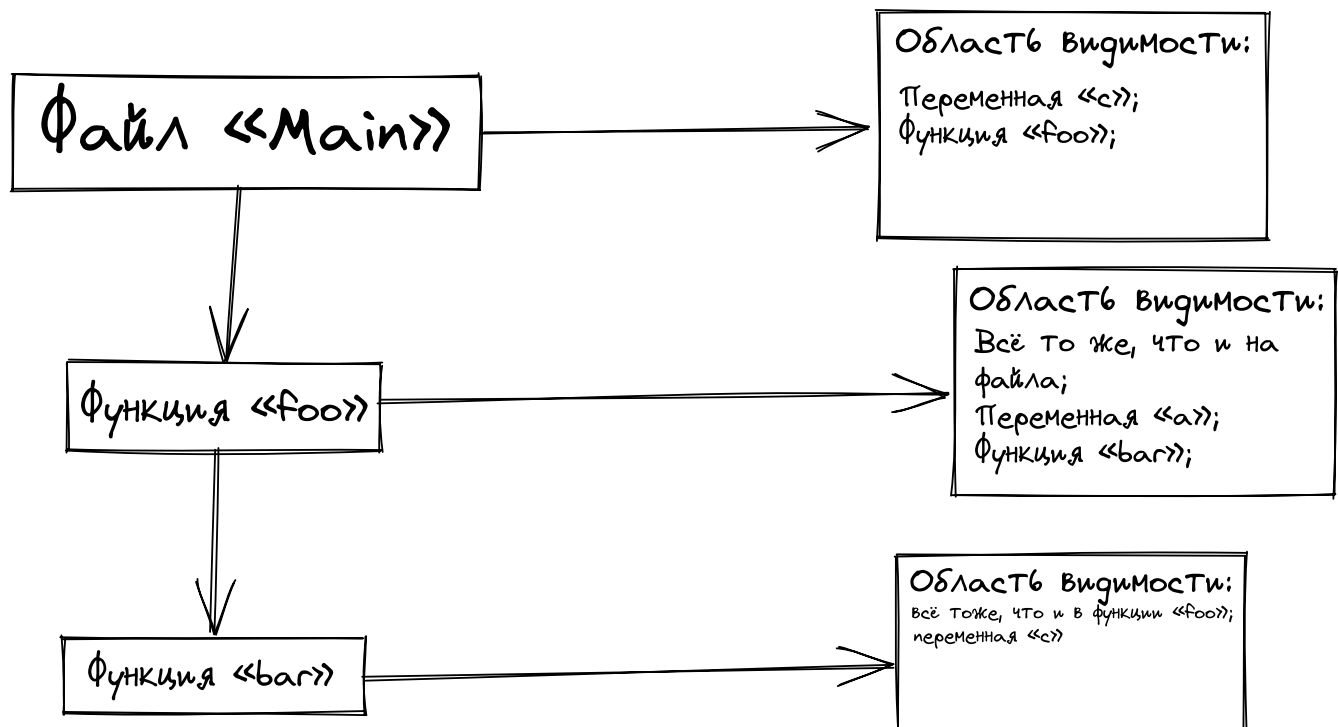 Область видимости:
Файл «Main»
Переменная «с»;
Функция «foo»;
Область видимости:
Всё то же, что и на
файла;
Функция «foo»
Переменная «а»;
Функция «bar»;
Область видимости:
всё тоже, что и в функции «foo»;
переменная «с»
Функция «bar»